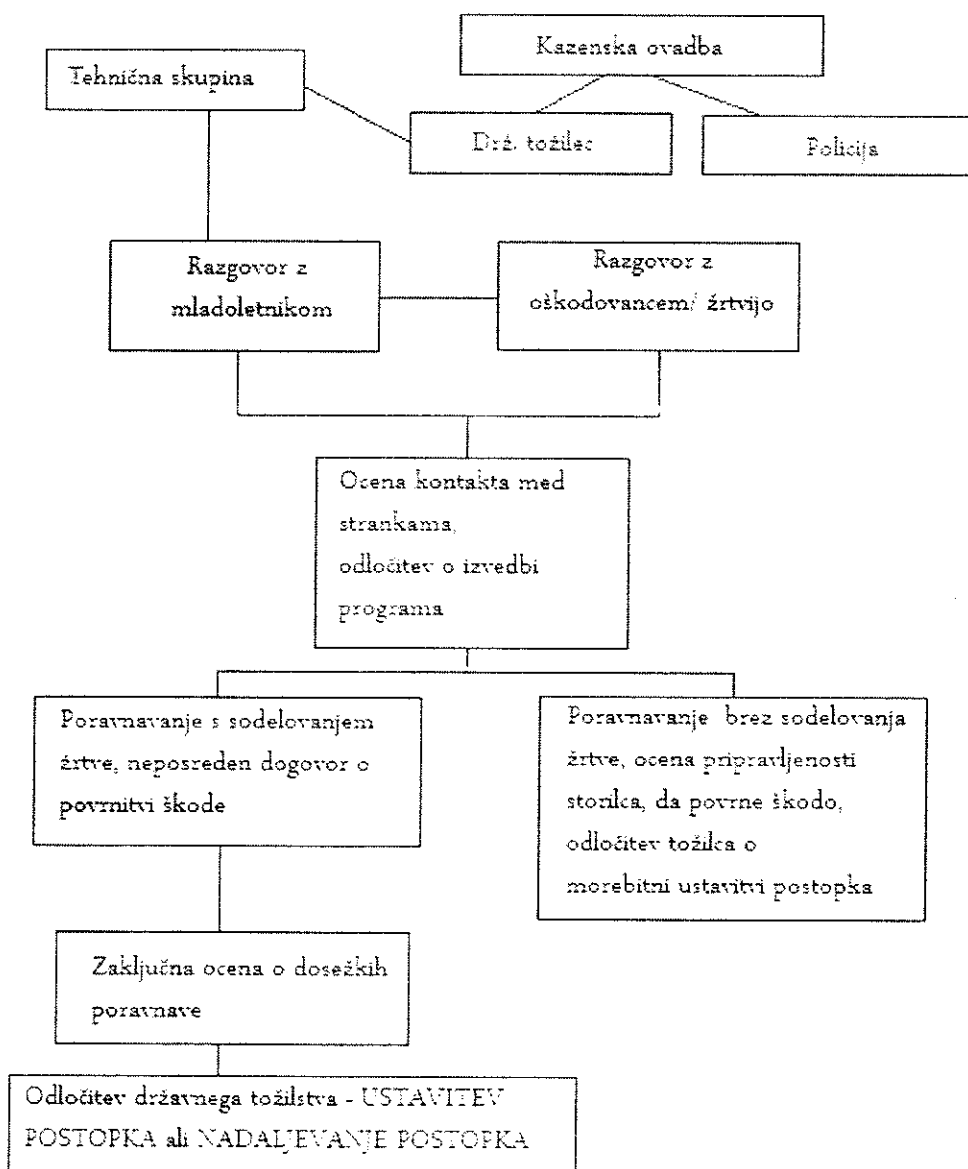 Kazenska ovadba
Tehnična skupina
Drž. tožilec
Policija
Razgovor z
mladoletnikom
Razgovor z
oškodovancem/ žrtvijo
Ocena kontakta med
strankama,
odločitev o izvedbi
programa
Poravnavanje s sodelovanjem
žrtve, neposreden dogovor o
povrnitvi škode
Poravnavanje brez sodelovanja
žrtve, ocena pripravljenosti
storilca, da povrne škodo,
odločitev tožilca o
morebitni ustavitvi postopka
Zaključna ocena o dosežkih
poravnave
Odločitev državnega tožilstva - USTAVITEV
POSTOPKA ali NADALJEVANJE POSTOPKA